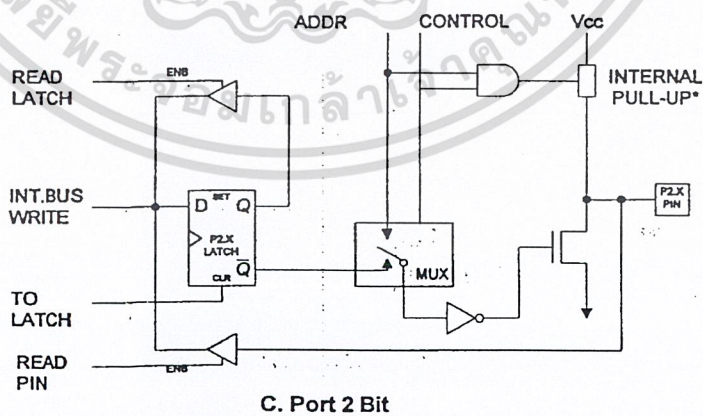 ADDR CONTROL Vcc
READ
LATCH
ENB
INTERNAL
PULL-UP*
INT.BUS
WRITE
D SET Q
P2.X
LATCH
Q
CLR
MUX
P2.X
PIN
TO
LATCH
READ
PIN
ENB
C. Port 2 Bit